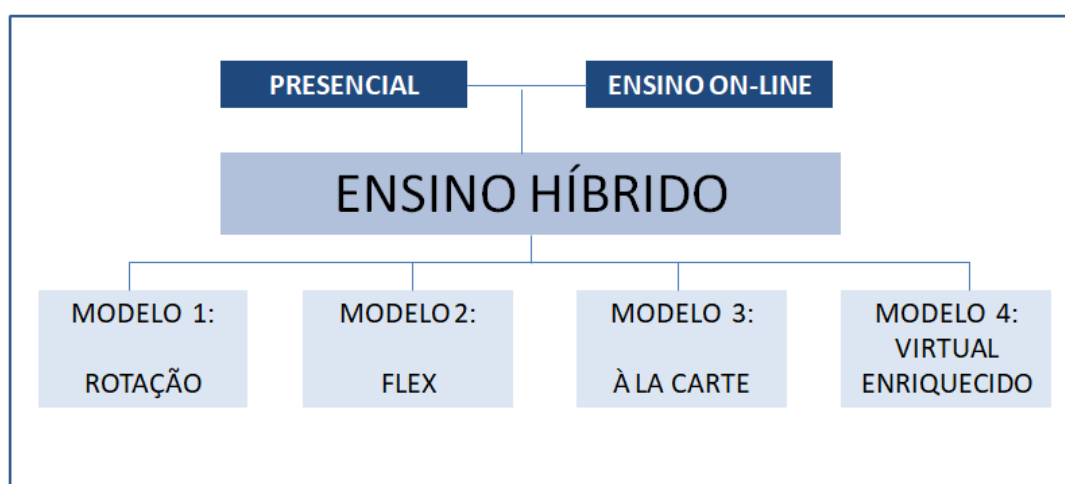 PRESENCIAL
ENSINO ON-LINE
ENSINO HÍBRIDO
MODELO 1:
ROTAÇÃO
MODELO 2:
FLEX
MODELO 3:
À LA CARTE
MODELO 4:
VIRTUAL
ENRIQUECIDO